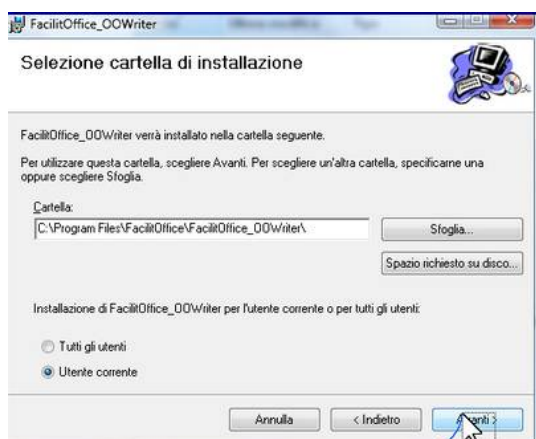 FacilitOffice_OOWriter
Selezione cartella di installazione
FacilitOffice_OOWriter verrà installato nella cartella seguente.
Per utilizzare questa cartella, scegliere Avanti. Per scegliere un'altra cartella, specificarne una
oppure scegliere Sfoglia.
Cartella:
C:\Program Files\FacilitOffice\FacilitOffice_OOWriter\
Sfoglia...
Spazio richiesto su disco...
Installazione di FacilitOffice_OOWriter per l'utente corrente o per tutti gli utenti:
Tutti gli utenti
Utente corrente
Annulla
< Indietro
Avanti >